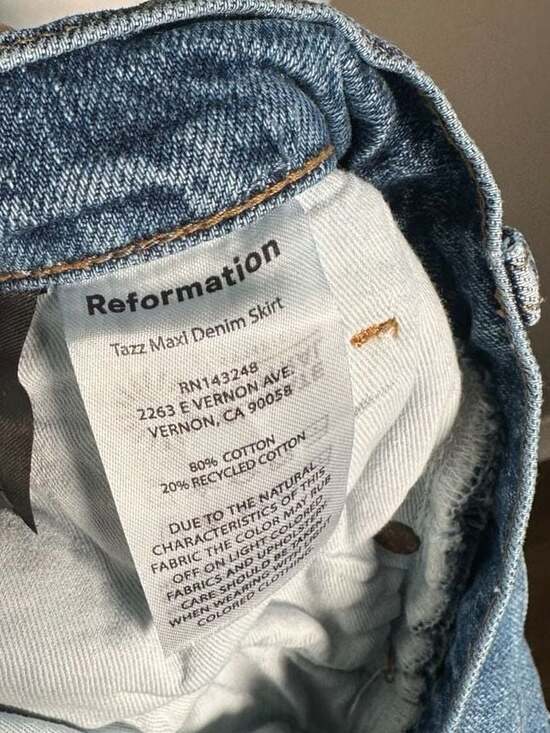 Reformation
Tazz Maxi Denim Skirt
RN143248
2263 E VERNON AVE.
VERNON, CA 90058
80% COTTON
20% RECYCLED COTTON
DUE TO THE NATURAL
CHARACTERISTICS OF THIS
FABRIC THE COLOR MAY RUB
OFF ON LIGHT COLORED
FABRICS AND UPHOLSTERY
CARE SHOULD BE TAKEN
WHEN WEARING WITH
COLORED